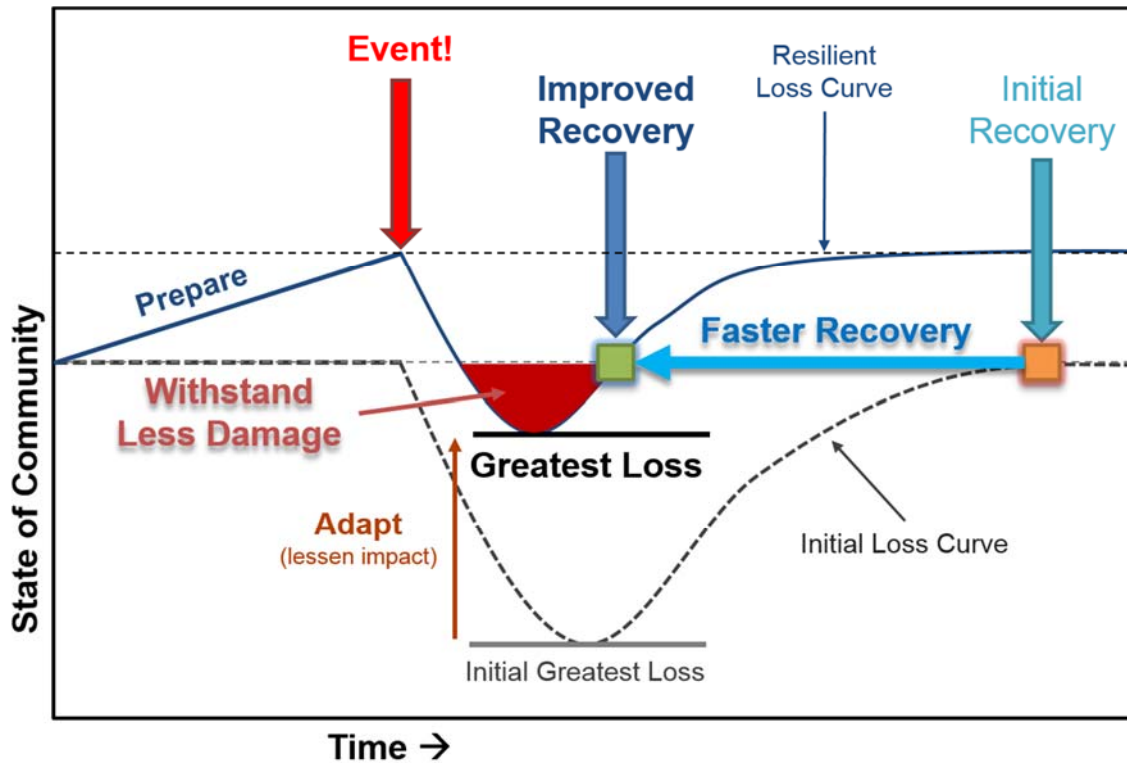 Event!
Improved
Recovery
Resilient
Loss Curve
Initial
Recovery
Prepare
Faster Recovery
Withstand
Less Damage
Greatest Loss
Adapt
(lessen impact)
Initial Loss Curve
Initial Greatest Loss
State of Community
Time →